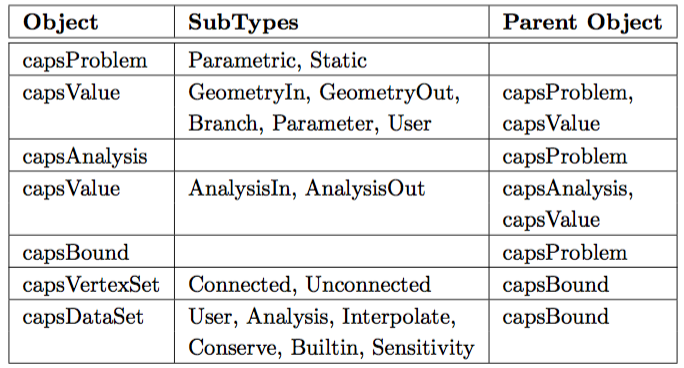 Object SubTypes Parent Object
capsProblem Parametric, Static
capsValue GeometryIn, GeometryOut, capsProblem,
Branch, Parameter, User capsValue
capsAnalysis capsProblem
capsValue AnalysisIn, AnalysisOut capsAnalysis,
capsValue
capsBound capsProblem
capsVertexSet Connected, Unconnected capsBound
capsDataSet User, Analysis, Interpolate, capsBound
Conserve, Builtin, Sensitivity